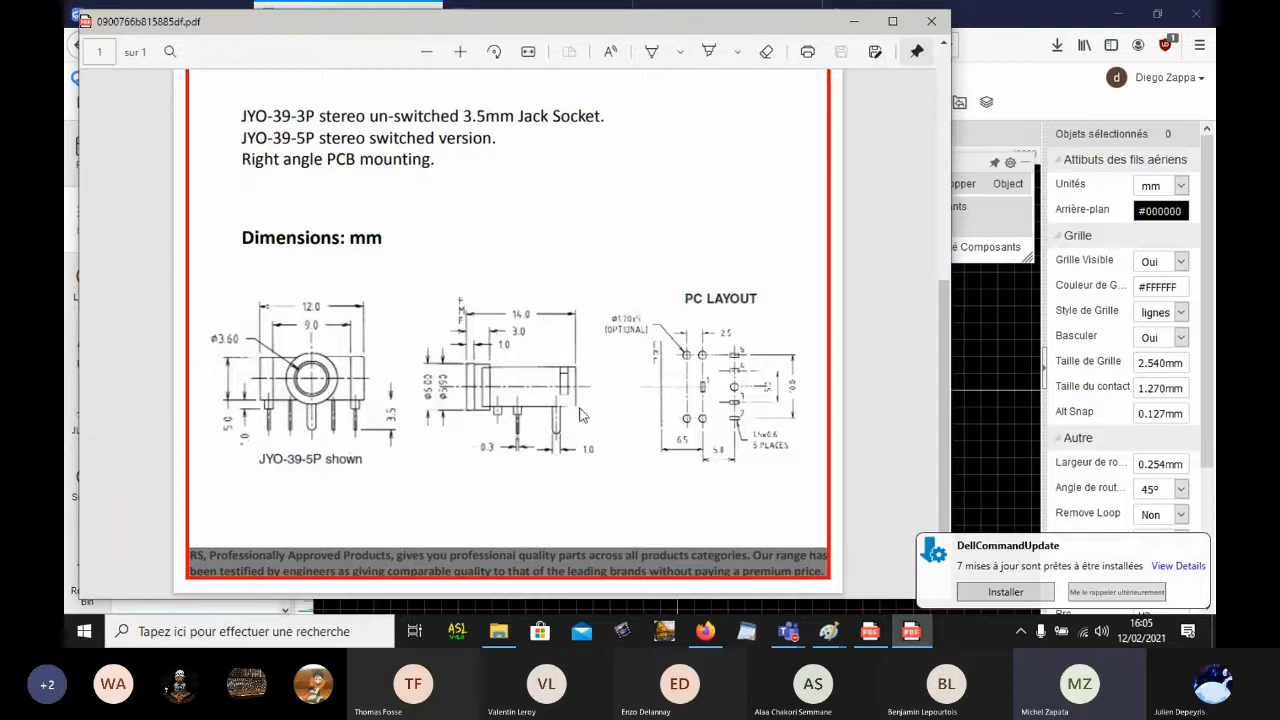 0900766b815885df.pdf
1
sur 1
Diego Zappa
JYO-39-3P stereo un-switched 3.5mm Jack Socket.
JYO-39-5P stereo switched version.
Right angle PCB mounting.
Dimensions: mm
12.0
9.0
Ø3.60
5.0
3.5
JYO-39-5P shown
14.0
3.0
1.0
Ø5.00
0.3
1.0
PC LAYOUT
(OPTIONAL)
2.5
6.5
5.0
5 PLACES
RS, Professionally Approved Products, gives you professional quality parts across all products categories. Our range has
been testified by engineers as giving comparable quality to that of the leading brands without paying a premium price.
opper
Object
ants
é Composants
Objets sélectionnés 0
Attributs des fils aériens
Unités mm
Arrière-plan #000000
Grille
Grille Visible Oui
Couleur de G... #FFFFFF
Style de Grille lignes
Basculer Oui
Taille de Grille 2.540mm
Taille du contact 1.270mm
Alt Snap 0.127mm
Autre
Largeur de ro... 0.254mm
Angle de rout... 45°
Remove Loop Non
DellCommandUpdate
7 mises à jour sont prêtes à être installées View Details
Installer
Me le rappeler ultérieurement
Tapez ici pour effectuer une recherche
16:05
12/02/2021
+2
WA
TF
VL
ED
AS
BL
MZ
Thomas Fosse
Valentin Leroy
Enzo Delannay
Alaa Chakori Semmane
Benjamin Lepourtois
Michel Zapata
Julien Depeyris